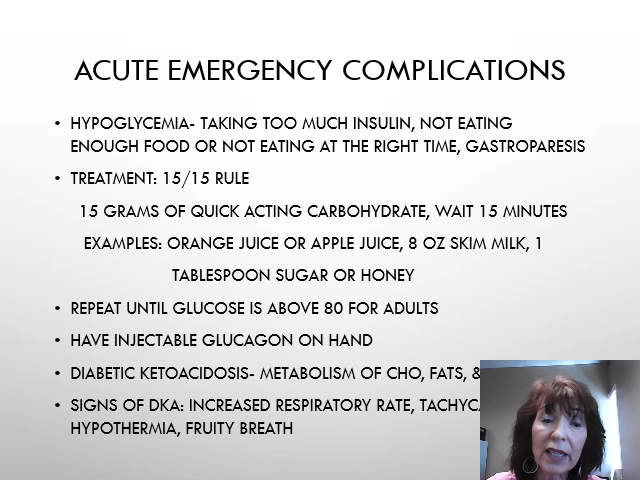 ACUTE EMERGENCY COMPLICATIONS
• HYPOGLYCEMIA- TAKING TOO MUCH INSULIN, NOT EATING
ENOUGH FOOD OR NOT EATING AT THE RIGHT TIME, GASTROPARESIS
• TREATMENT: 15/15 RULE
15 GRAMS OF QUICK ACTING CARBOHYDRATE, WAIT 15 MINUTES
EXAMPLES: ORANGE JUICE OR APPLE JUICE, 8 OZ SKIM MILK, 1
TABLESPOON SUGAR OR HONEY
• REPEAT UNTIL GLUCOSE IS ABOVE 80 FOR ADULTS
• HAVE INJECTABLE GLUCAGON ON HAND
• DIABETIC KETOACIDOSIS- METABOLISM OF CHO, FATS, &
• SIGNS OF DKA: INCREASED RESPIRATORY RATE,
HYPOTHERMIA, FRUITY BREATH